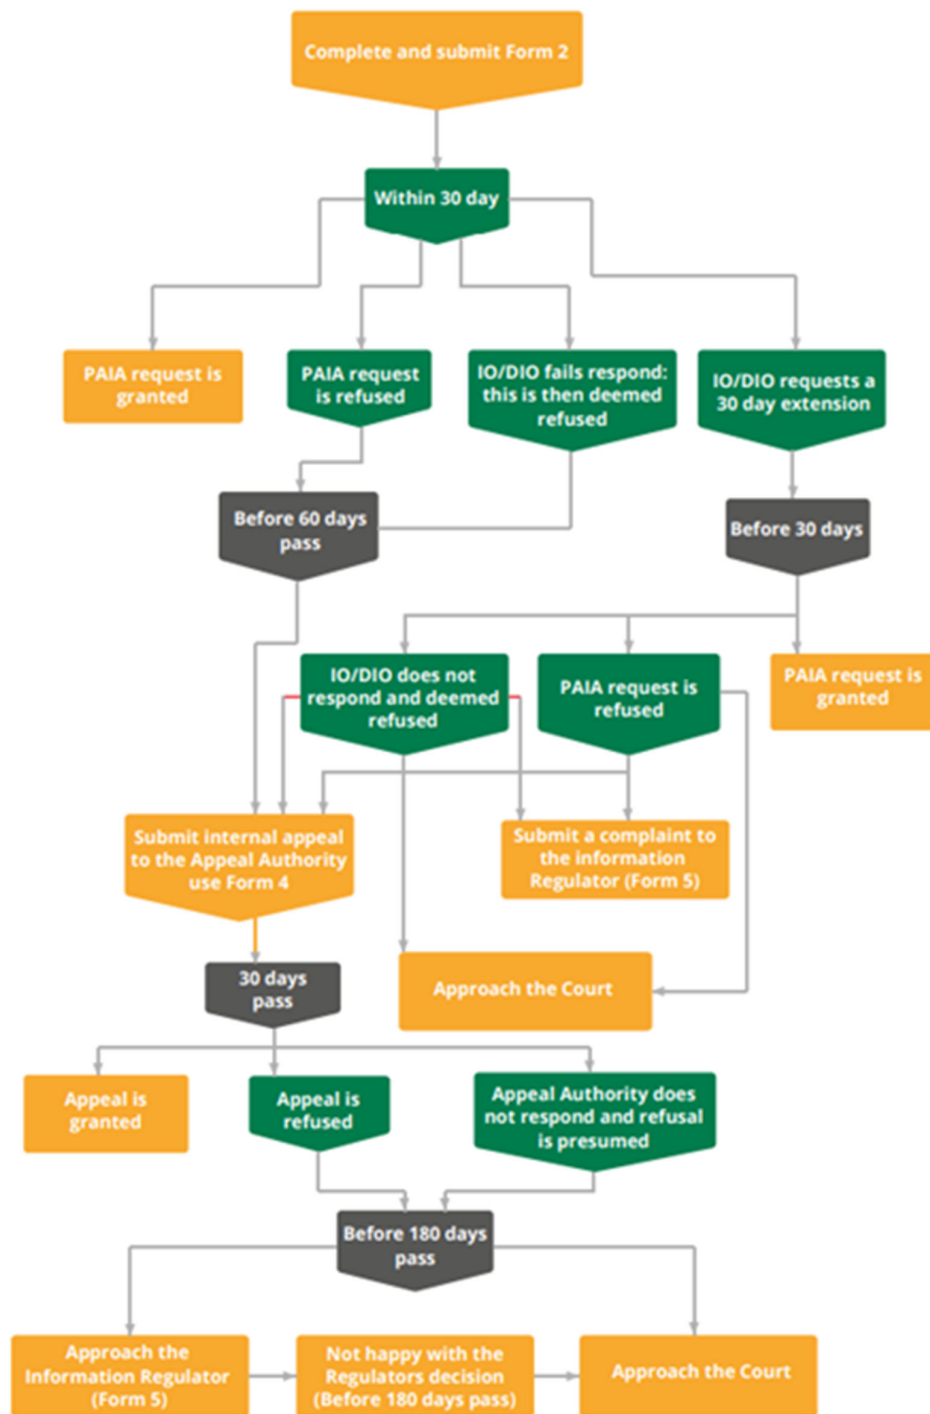 Complete and submit Form 2
Within 30 day
PAIA request is
granted
PAIA request
is refused
IO/DIO fails respond:
this is then deemed
refused
IO/DIO requests a
30 day extension
Before 60 days
pass
Before 30 days
IO/DIO does not
respond and deemed
refused
PAIA request is
refused
PAIA request is
granted
Submit internal appeal
to the Appeal Authority
use Form 4
Submit a complaint to
the information
Regulator (Form 5)
30 days
pass
Approach the Court
Appeal is
granted
Appeal is
refused
Appeal Authority does
not respond and refusal
is presumed
Before 180 days
pass
Approach the
Information Regulator
(Form 5)
Not happy with the
Regulators decision
(Before 180 days pass)
Approach the Court